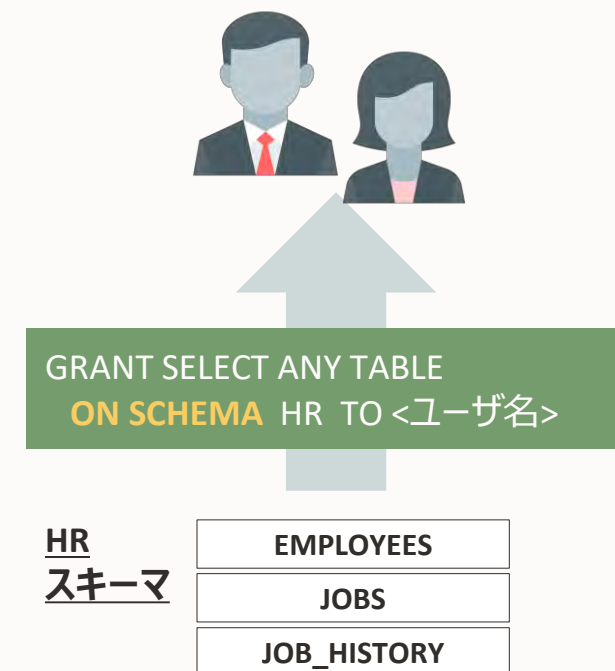 GRANT SELECT ANY TABLE
ON SCHEMA HR TO <ユーザ名>
HR
スキーマ
EMPLOYEES
JOBS
JOB_HISTORY